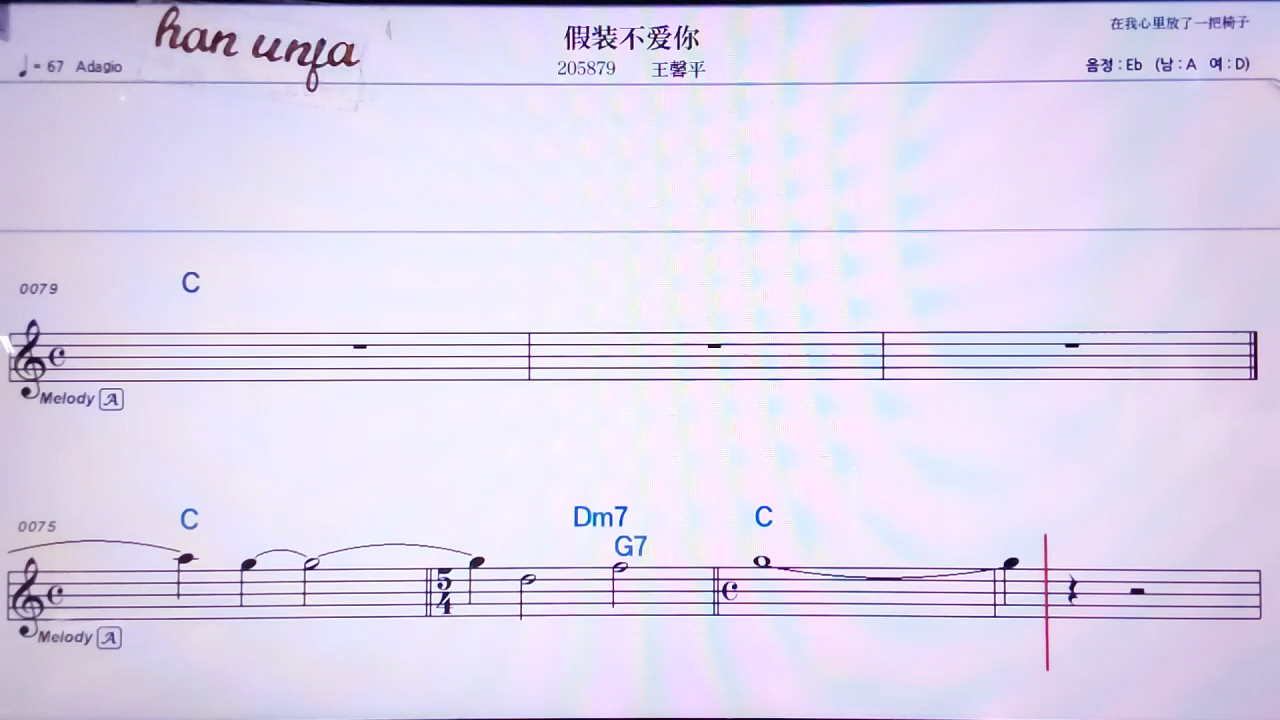 han unfa
假装不爱你
在我心里放了一把椅子
♩= 67 Adagio
205879 王馨平
음정 : Eb (남 : A 여 : D)
0079
C
Melody A
0075
C
Dm7
G7
C
5
4
Melody A